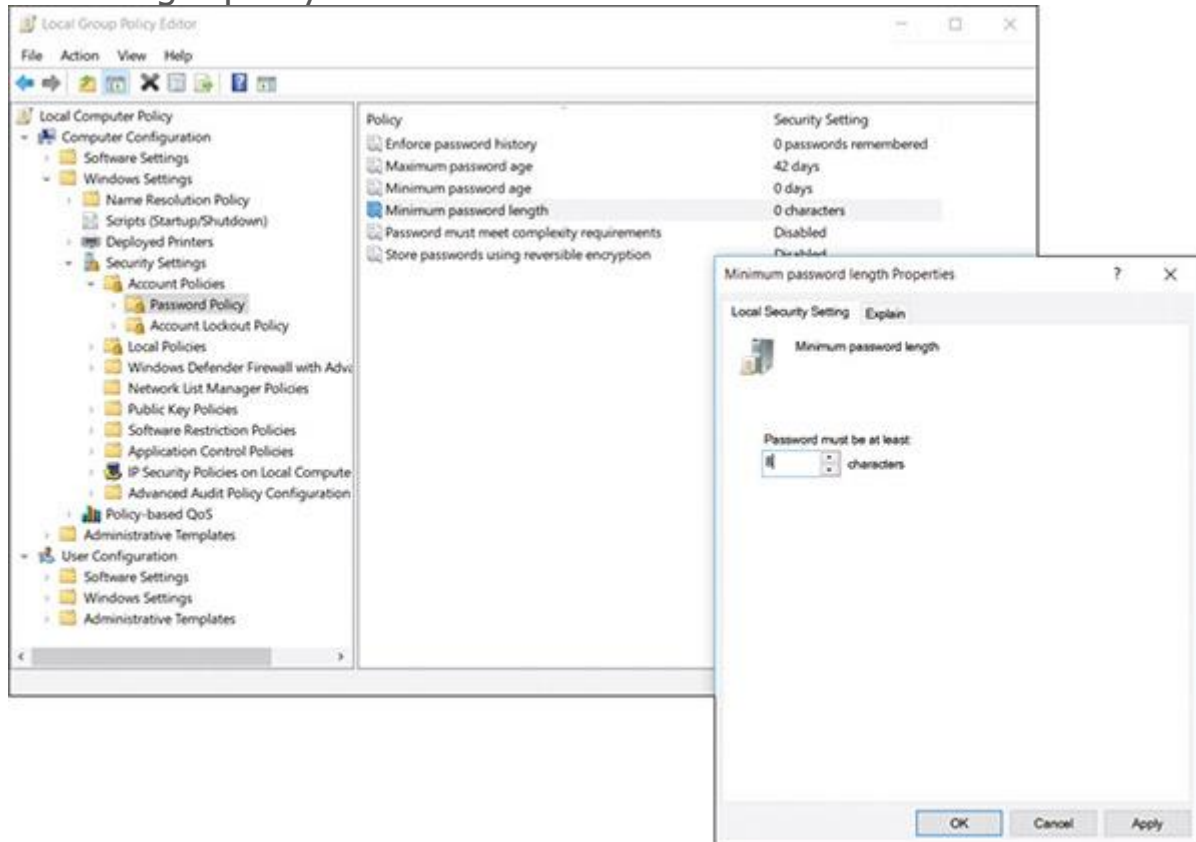 Local Group Policy Editor
File Action View Help
Local Computer Policy
Computer Configuration
Software Settings
Windows Settings
Name Resolution Policy
Scripts (Startup/Shutdown)
Deployed Printers
Security Settings
Account Policies
Password Policy
Account Lockout Policy
Local Policies
Windows Defender Firewall with Adva
Network List Manager Policies
Public Key Policies
Software Restriction Policies
Application Control Policies
IP Security Policies on Local Compute
Advanced Audit Policy Configuration
Policy-based QoS
Administrative Templates
User Configuration
Software Settings
Windows Settings
Administrative Templates
Policy Security Setting
Enforce password history 0 passwords remembered
Maximum password age 42 days
Minimum password age 0 days
Minimum password length 0 characters
Password must meet complexity requirements Disabled
Store passwords using reversible encryption Disabled
Minimum password length Properties ? X
Local Security Setting Explain
Minimum password length
Password must be at least:
characters
OK Cancel Apply